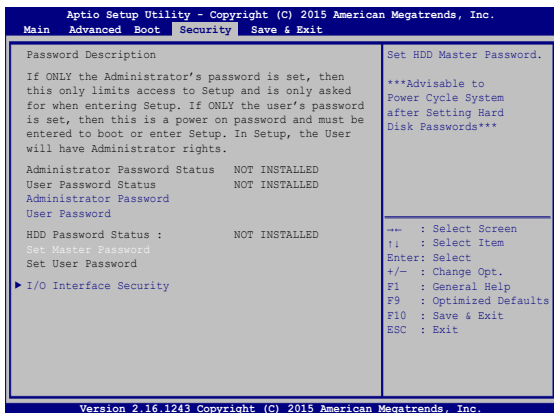 Aptio Setup Utility - Copyright (C) 2015 American Megatrends, Inc.
Main Advanced Boot Security Save & Exit
Password Description
If ONLY the Administrator's password is set, then
this only limits access to Setup and is only asked
for when entering Setup. If ONLY the user's password
is set, then this is a power on password and must be
entered to boot or enter Setup. In Setup, the User
will have Administrator rights.
Administrator Password Status NOT INSTALLED
User Password Status NOT INSTALLED
Administrator Password
User Password
HDD Password Status : NOT INSTALLED
Set Master Password
Set User Password
▶ I/O Interface Security
Set HDD Master Password.
***Advisable to
Power Cycle System
after Setting Hard
Disk Passwords***
→← : Select Screen
↑↓ : Select Item
Enter: Select
+/— : Change Opt.
F1 : General Help
F9 : Optimized Defaults
F10 : Save & Exit
ESC : Exit
Version 2.16.1243 Copyright (C) 2015 American Megatrends, Inc.